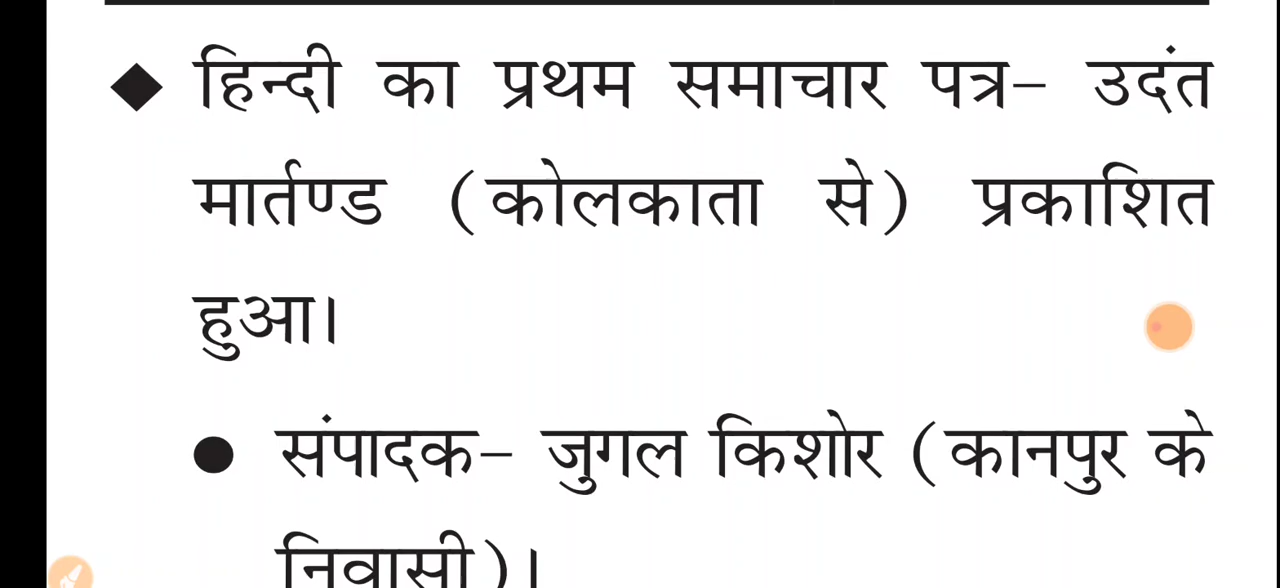 ◆ हिन्दी का प्रथम समाचार पत्र– उदंत
मार्तण्ड (कोलकाता से) प्रकाशित
हुआ।
● संपादक– जुगल किशोर (कानपुर के
निवासी)।